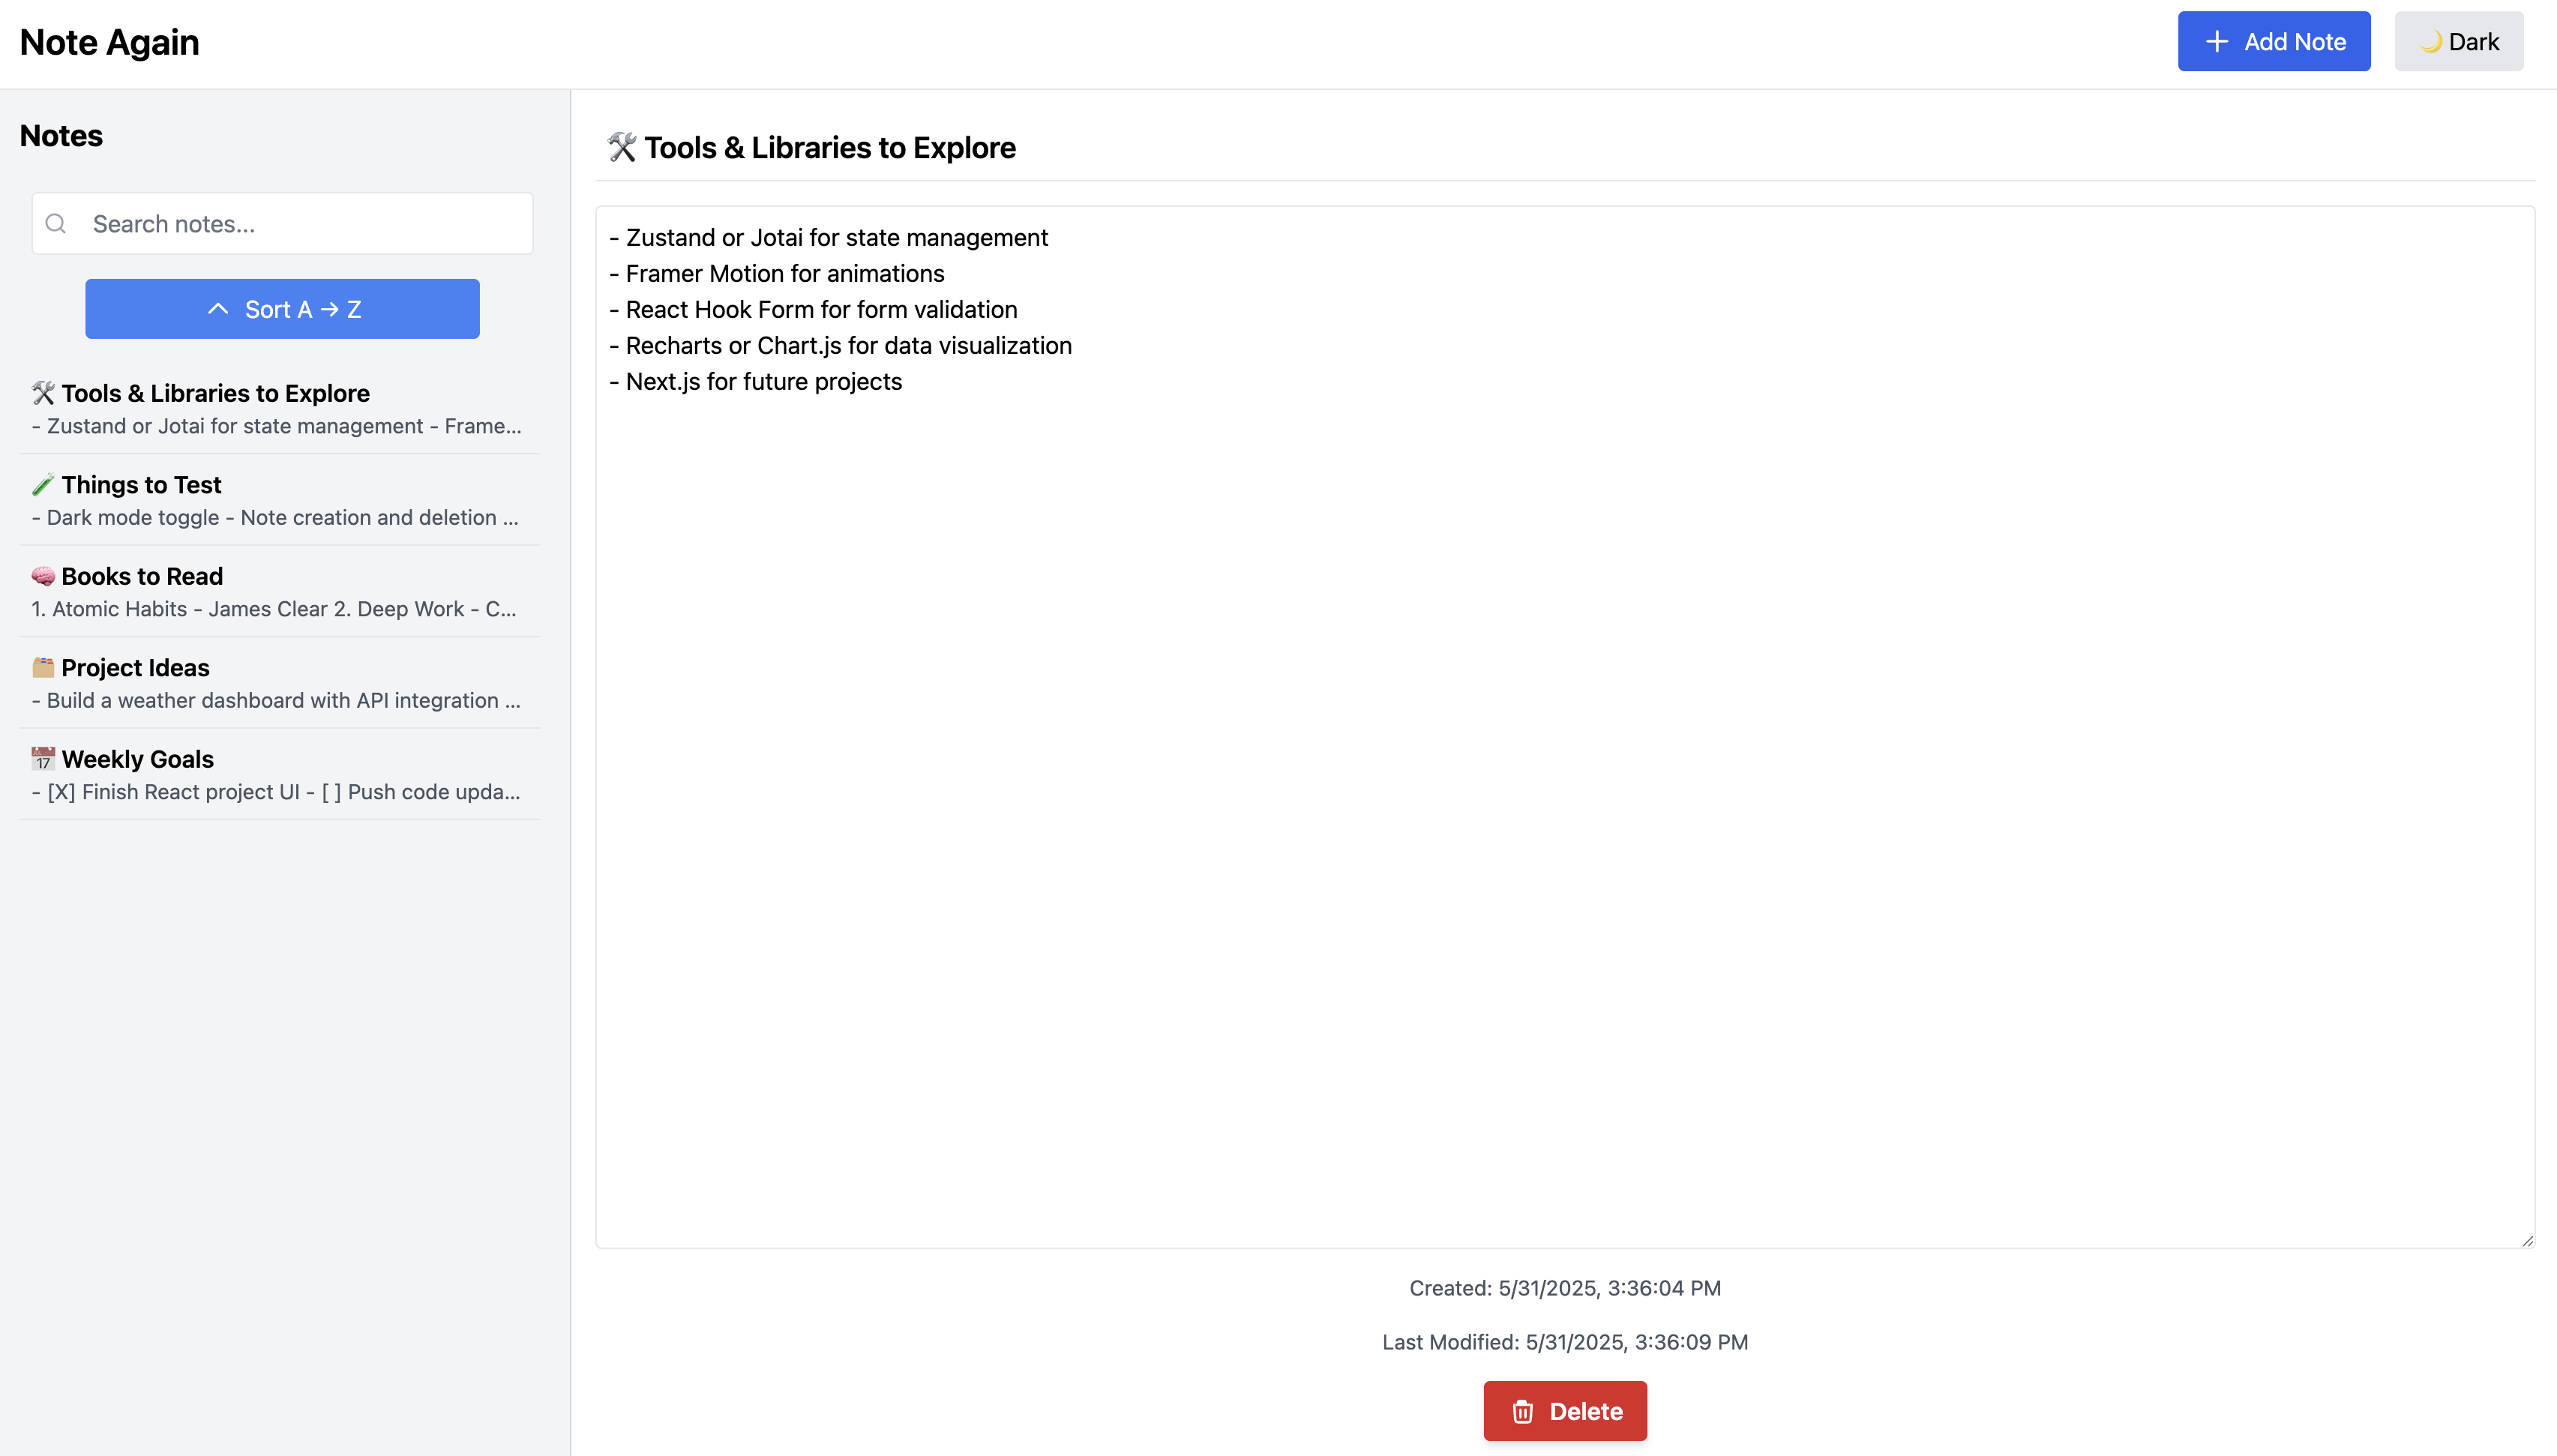 Note Again
+ Add Note
🌙 Dark
Notes
Search notes...
Sort A → Z
🛠 Tools & Libraries to Explore
- Zustand or Jotai for state management - Frame...
🧪 Things to Test
- Dark mode toggle - Note creation and deletion ...
🧠 Books to Read
1. Atomic Habits - James Clear 2. Deep Work - C...
🗂 Project Ideas
- Build a weather dashboard with API integration ...
📅 Weekly Goals
- [X] Finish React project UI - [ ] Push code upda...
🛠 Tools & Libraries to Explore
- Zustand or Jotai for state management
- Framer Motion for animations
- React Hook Form for form validation
- Recharts or Chart.js for data visualization
- Next.js for future projects
Created: 5/31/2025, 3:36:04 PM
Last Modified: 5/31/2025, 3:36:09 PM
Delete